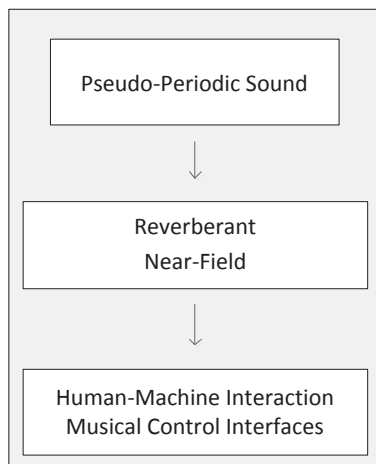 Pseudo-Periodic Sound
Reverberant
Near-Field
Human-Machine Interaction
Musical Control Interfaces